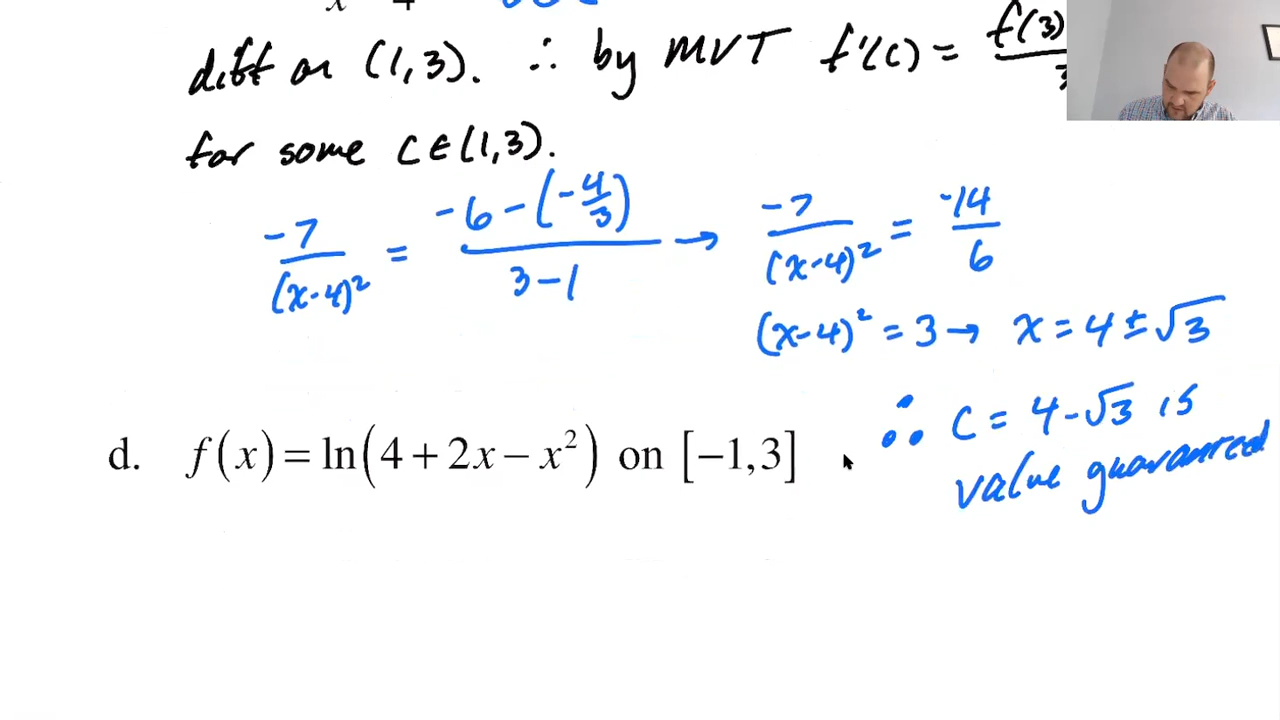 x 4
diff on (1,3). ∴ by MVT f'(c) = f(3)/3
for some c∈(1,3).
-7/(x-4)² = (-6-(-4/3))/(3-1) → -7/(x-4)² = -14/6
(x-4)² = 3 → x = 4 ± √3
∴ c = 4-√3 is
value guaranteed
d. f(x) = ln(4+2x−x²) on [−1,3]